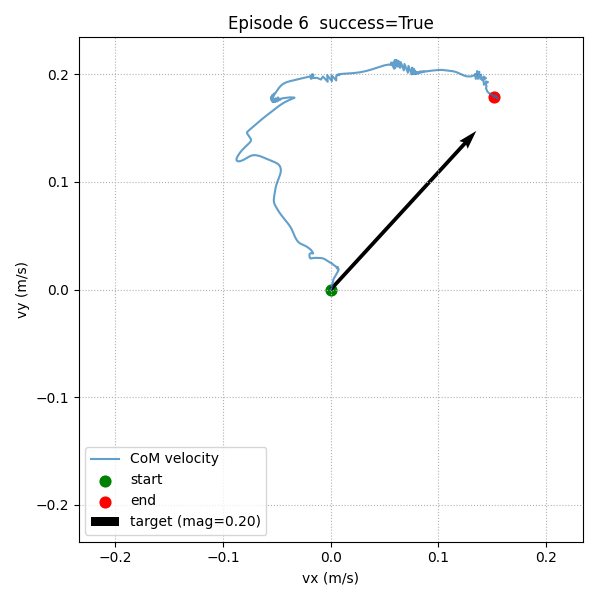 Episode 6  success=True
vy (m/s)
0.2
0.1
0.0
−0.1
−0.2
CoM velocity
start
end
target (mag=0.20)
−0.2
−0.1
0.0
0.1
0.2
vx (m/s)